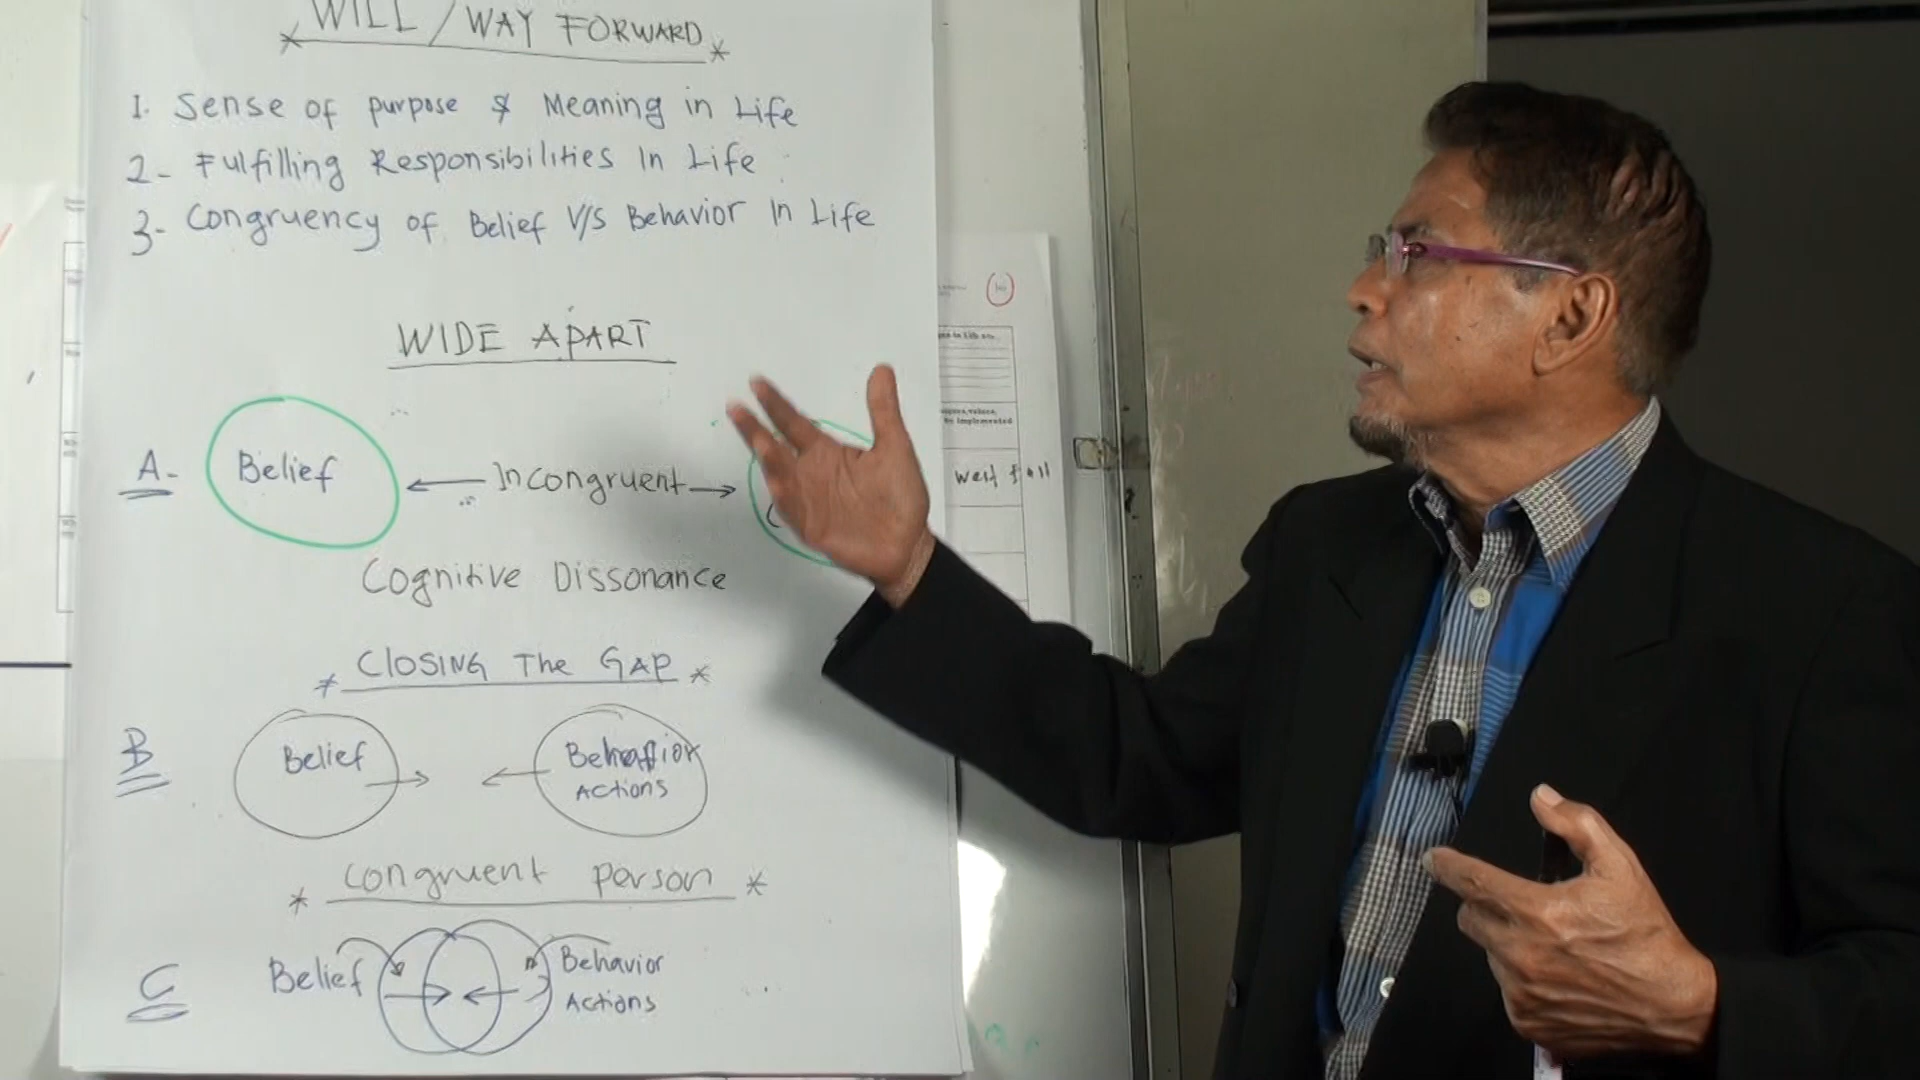 WILL / WAY FORWARD
1. Sense of purpose & Meaning in Life
2- Fulfilling Responsibilities In Life
3- Congruency of Belief V/S Behavior In Life
WIDE APART
A- Belief Incongruent
Cognitive Dissonance
* CLOSING The GAP *
B Belief Behavior
Actions
* congruent person *
C Belief Behavior
Actions